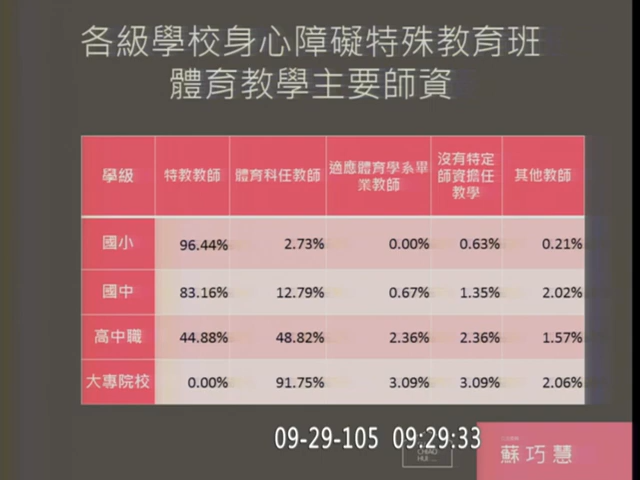 各級學校身心障礙特殊教育班
體育教學主要師資
學級 特教教師 體育科任教師 適應體育學系畢業教師 沒有特定師資擔任教學 其他教師
國小 96.44% 2.73% 0.00% 0.63% 0.21%
國中 83.16% 12.79% 0.67% 1.35% 2.02%
高中職 44.88% 48.82% 2.36% 2.36% 1.57%
大專院校 0.00% 91.75% 3.09% 3.09% 2.06%
09-29-105 09:29:33
CHIAO
HUI
蘇巧慧